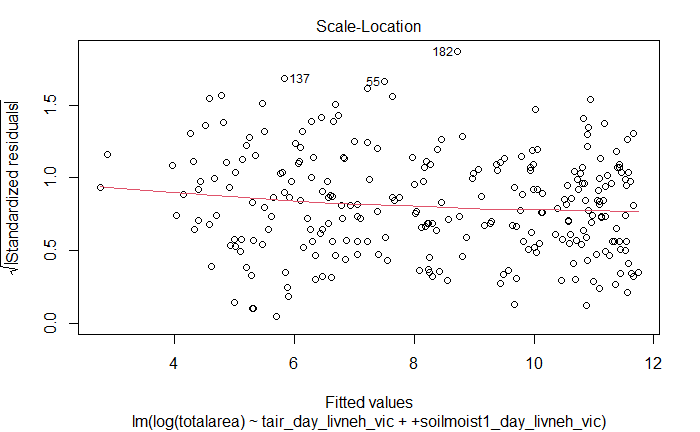 Scale-Location
√|Standardized residuals|
0.0 0.5 1.0 1.5
182
137
55
4 6 8 10 12
Fitted values
lm(log(totalarea) ~ tair_day_livneh_vic + +soilmoist1_day_livneh_vic)